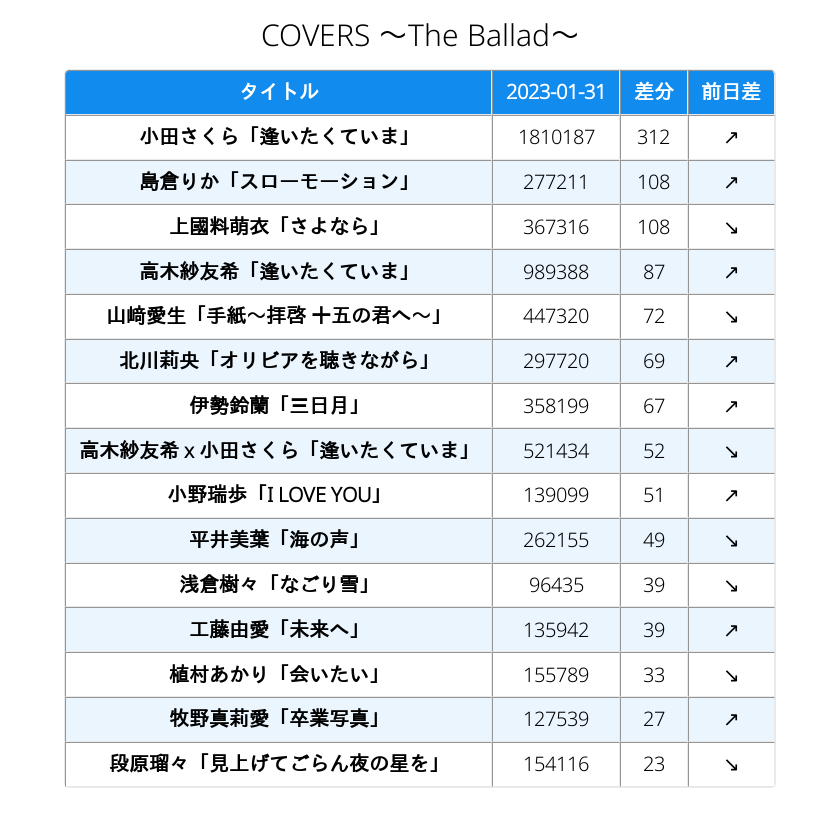 COVERS 〜The Ballad〜
タイトル 2023-01-31 差分 前日差
小田さくら「逢いたくていま」 1810187 312 ↗
島倉りか「スローモーション」 277211 108 ↗
上國料萌衣「さよなら」 367316 108 ↘
高木紗友希「逢いたくていま」 989388 87 ↗
山﨑愛生「手紙〜拝啓 十五の君へ〜」 447320 72 ↘
北川莉央「オリビアを聴きながら」 297720 69 ↗
伊勢鈴蘭「三日月」 358199 67 ↗
高木紗友希 x 小田さくら「逢いたくていま」 521434 52 ↘
小野瑞歩「I LOVE YOU」 139099 51 ↗
平井美葉「海の声」 262155 49 ↘
浅倉樹々「なごり雪」 96435 39 ↘
工藤由愛「未来へ」 135942 39 ↗
植村あかり「会いたい」 155789 33 ↘
牧野真莉愛「卒業写真」 127539 27 ↗
段原瑠々「見上げてごらん夜の星を」 154116 23 ↘